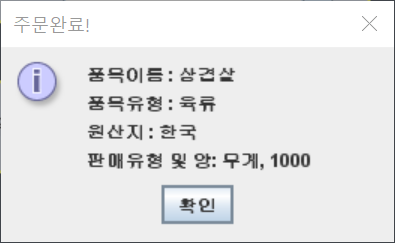 주문완료!
품목이름 : 삼겹살
품목유형 : 육류
원산지 : 한국
판매유형 및 양: 무게, 1000
확인